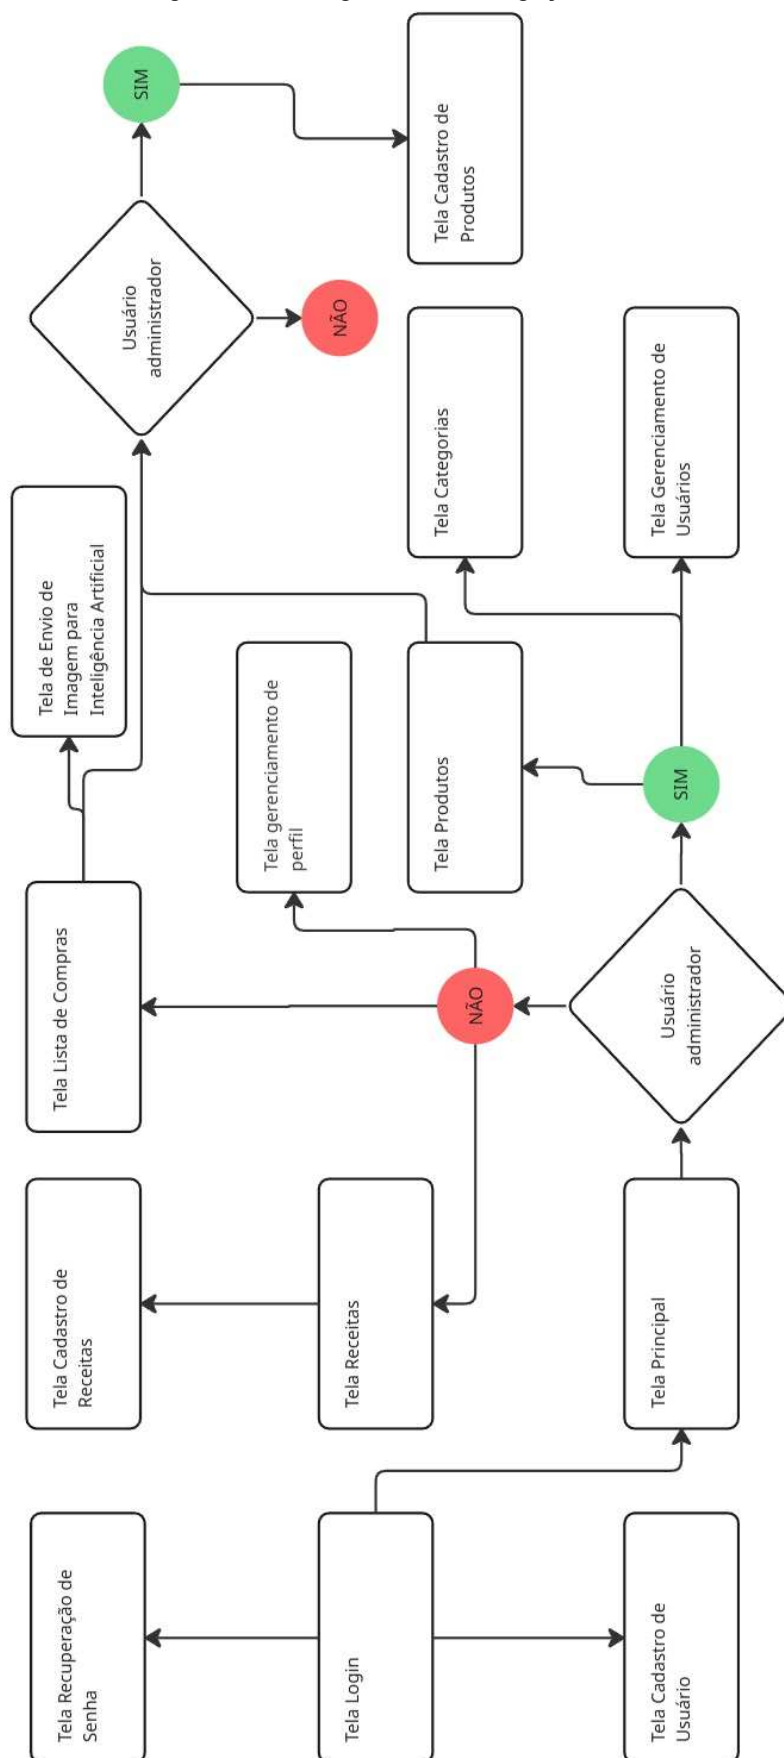 Tela Recuperação de
Senha
Tela Login
Tela Cadastro de
Usuário
Tela Cadastro de
Receitas
Tela Receitas
Tela Principal
Tela Lista de Compras
NÃO
Usuário
administrador
Tela de Envio de
Imagem para
Inteligência Artificial
Tela gerenciamento de
perfil
Tela Produtos
SIM
Tela Categorias
Tela Gerenciamento de
Usuários
Usuário
administrador
NÃO
SIM
Tela Cadastro de
Produtos